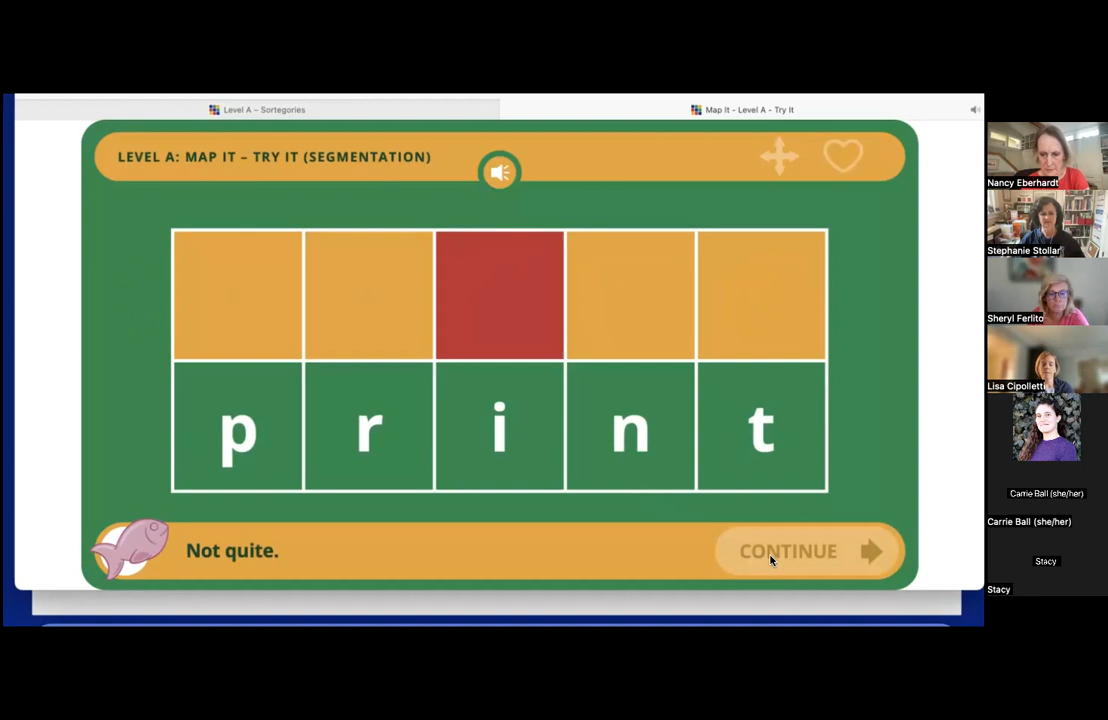 Level A – Sortegories
Map It - Level A - Try It
LEVEL A: MAP IT – TRY IT (SEGMENTATION)
p r i n t
Not quite.
CONTINUE
Nancy Eberhardt
Stephanie Stollar
Sheryl Ferlito
Lisa Cipolletti
Carrie Ball (she/her)
Carrie Ball (she/her)
Stacy
Stacy